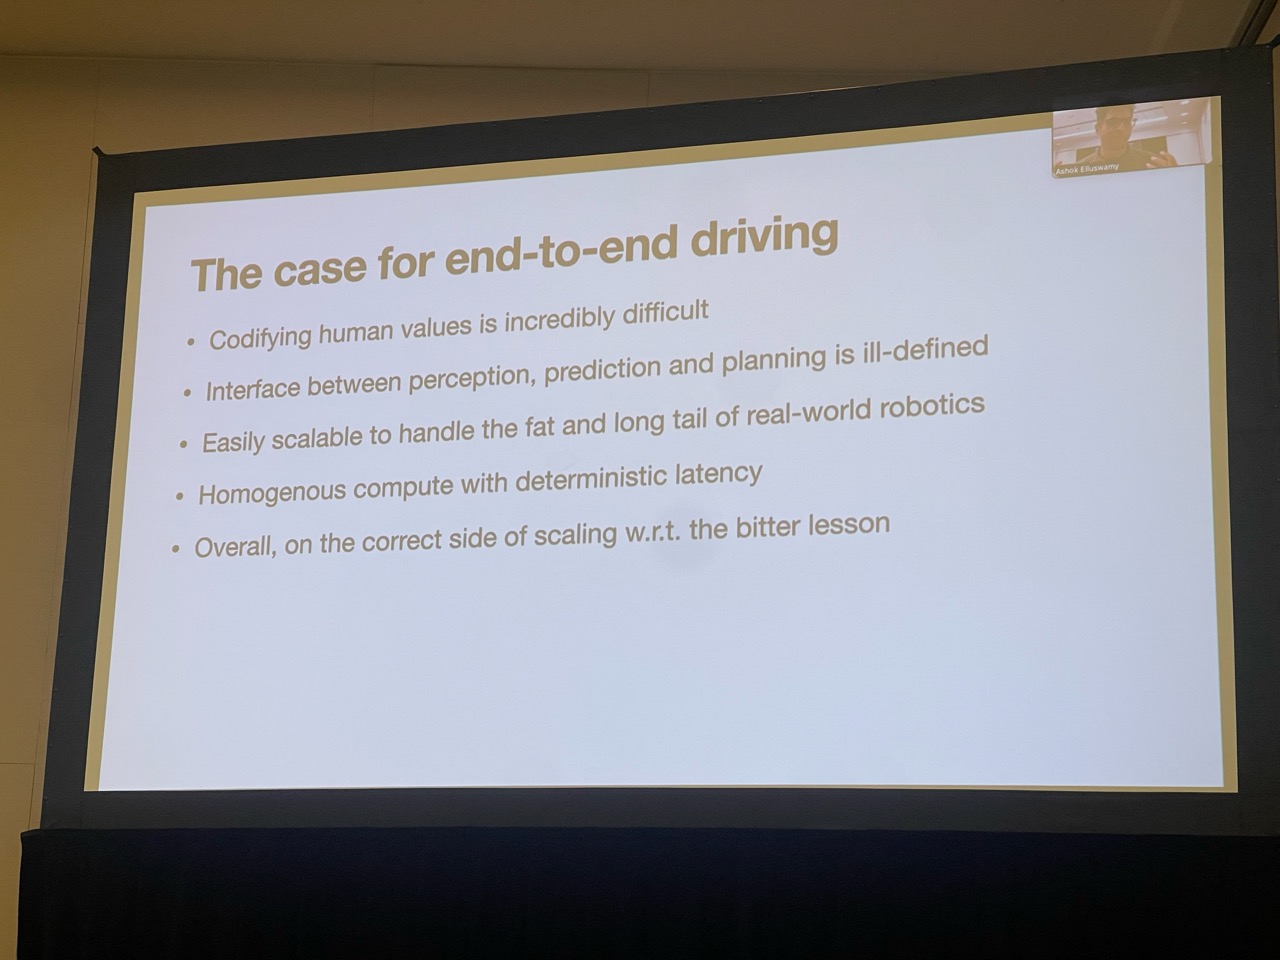 Ashok Elluswamy
The case for end-to-end driving
• Codifying human values is incredibly difficult
• Interface between perception, prediction and planning is ill-defined
• Easily scalable to handle the fat and long tail of real-world robotics
• Homogenous compute with deterministic latency
• Overall, on the correct side of scaling w.r.t. the bitter lesson